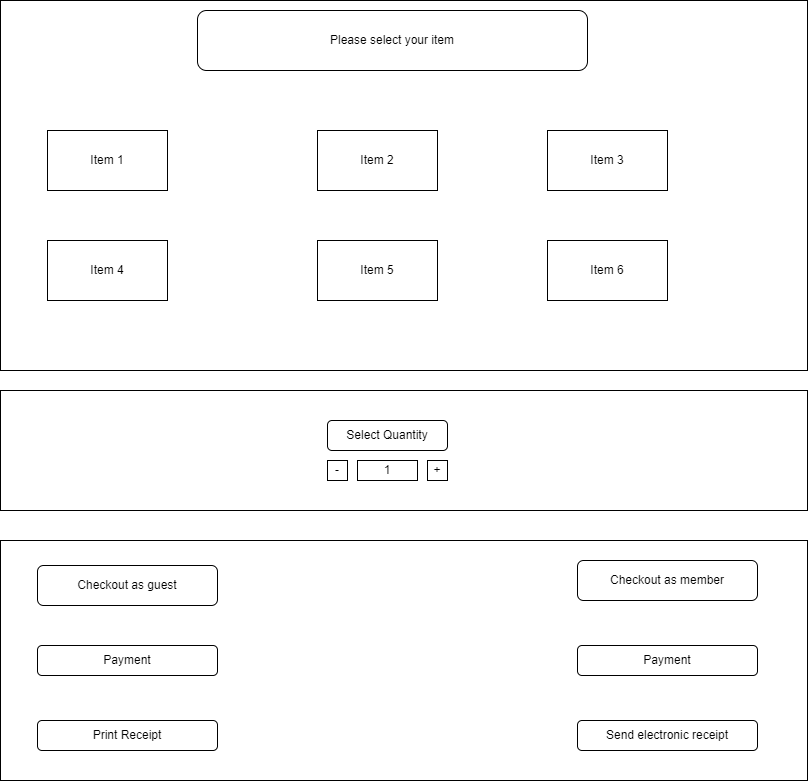 Please select your item
Item 1
Item 2
Item 3
Item 4
Item 5
Item 6
Select Quantity
- 1 +
Checkout as guest
Checkout as member
Payment
Payment
Print Receipt
Send electronic receipt